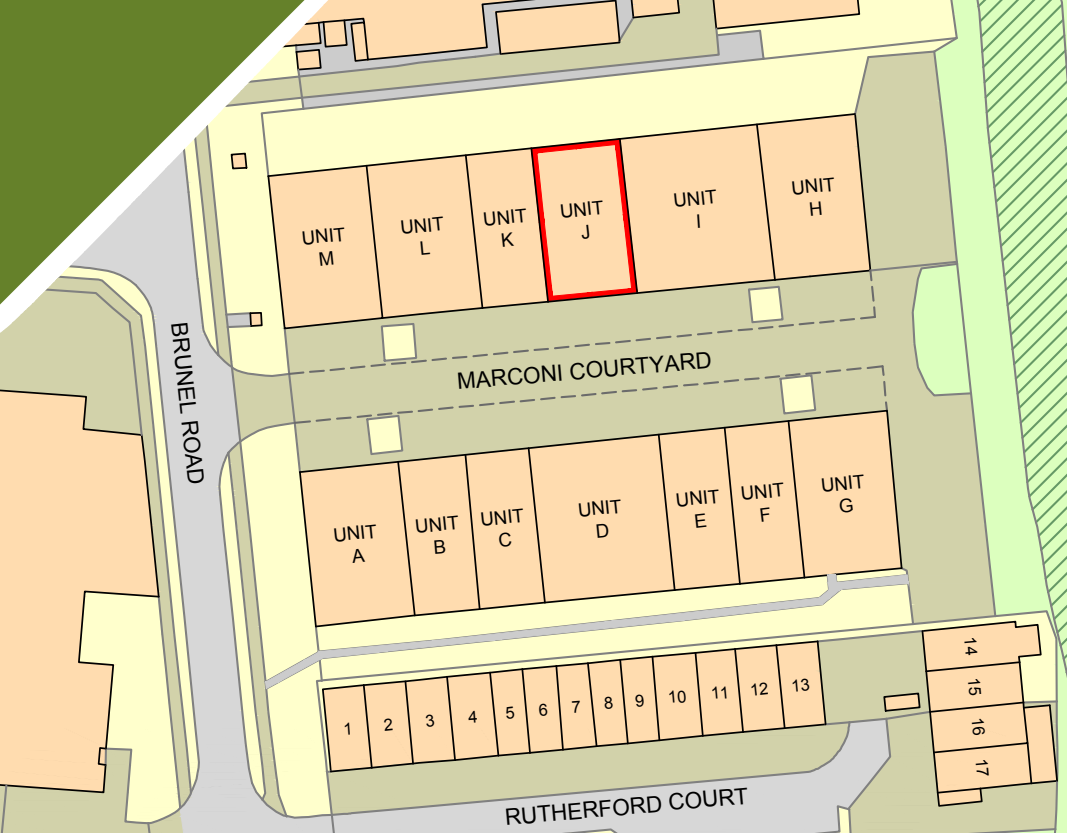 UNIT
H
UNIT
I
UNIT
J
UNIT
K
UNIT
L
UNIT
M
BRUNEL ROAD
MARCONI COURTYARD
UNIT
A
UNIT
B
UNIT
C
UNIT
D
UNIT
E
UNIT
F
UNIT
G
1
2
3
4
5
6
7
8
9
10
11
12
13
14
15
16
17
RUTHERFORD COURT